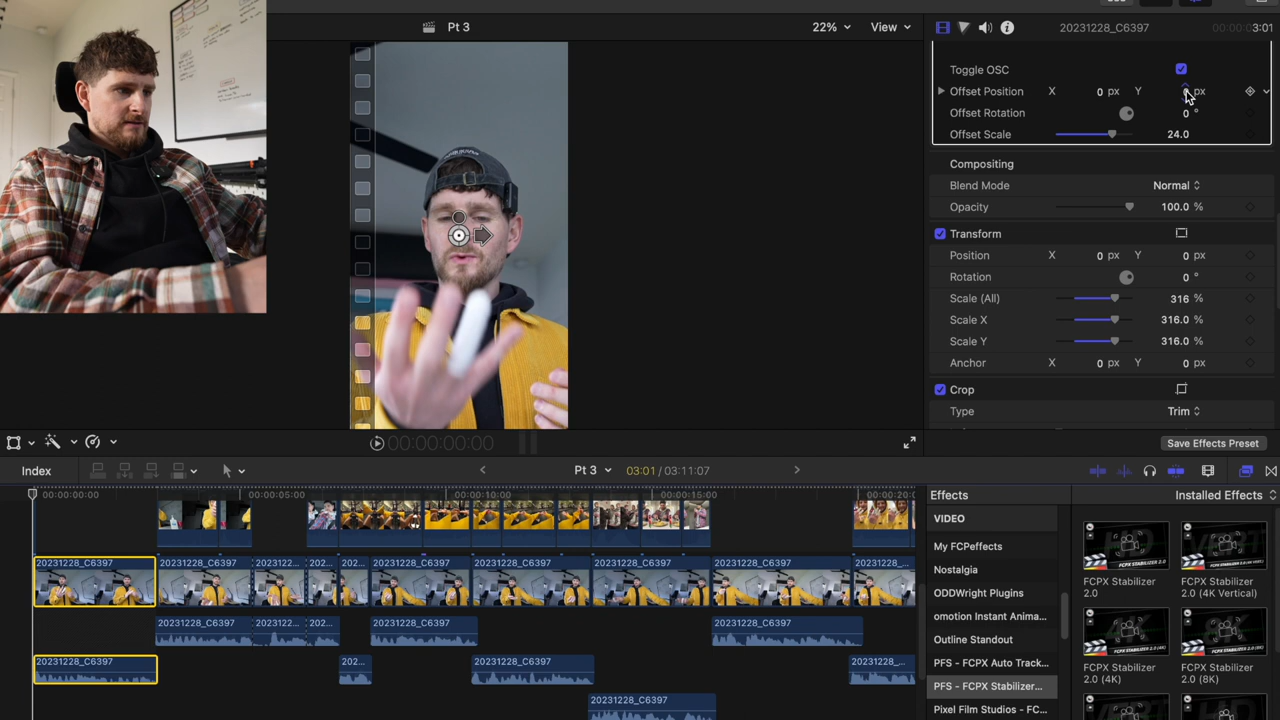 Pt 3
22%
View
20231228_C6397
00:00:03:01
Toggle OSC
Offset Position X 0 px Y 0 px
Offset Rotation 0 °
Offset Scale 24.0
Compositing
Blend Mode Normal
Opacity 100.0 %
Transform
Position X 0 px Y 0 px
Rotation 0 °
Scale (All) 316 %
Scale X 316.0 %
Scale Y 316.0 %
Anchor X 0 px Y 0 px
Crop
Type Trim
00:00:00:00
Save Effects Preset
Index
Pt 3
03:01 / 03:11:07
00:00:00:00
00:00:05:00
00:00:10:00
00:00:15:00
00:00:20:0
20231228_C6397
20231228_C6397
2023122...
202...
202...
20231228_C6397
20231228_C6397
20231228_C6397
20231228_C6397
20231228_...
20231228_C6397
2023122...
202...
20231228_C6397
20231228_C6397
20231228_C6397
202...
20231228_C6397
20231228_...
20231228_C6397
Effects
Installed Effects
VIDEO
My FCPeffects
Nostalgia
ODDWright Plugins
omotion Instant Anima...
Outline Standout
PFS - FCPX Auto Track...
PFS - FCPX Stabilizer...
Pixel Film Studios - FC...
FCPX Stabilizer 2.0
FCPX Stabilizer 2.0 (4K Vertical)
FCPX Stabilizer 2.0 (4K)
FCPX Stabilizer 2.0 (8K)